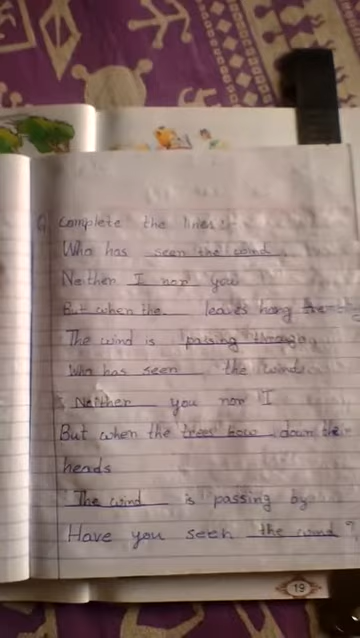 Q Complete the lines:-
Who has seen the wind.
Neither I nor you
But when the leaves hang trembling
The wind is passing through
Who has seen the wind
Neither you nor I
But when the trees bow down their
heads
The wind is passing by
Have you seen the wind?
19